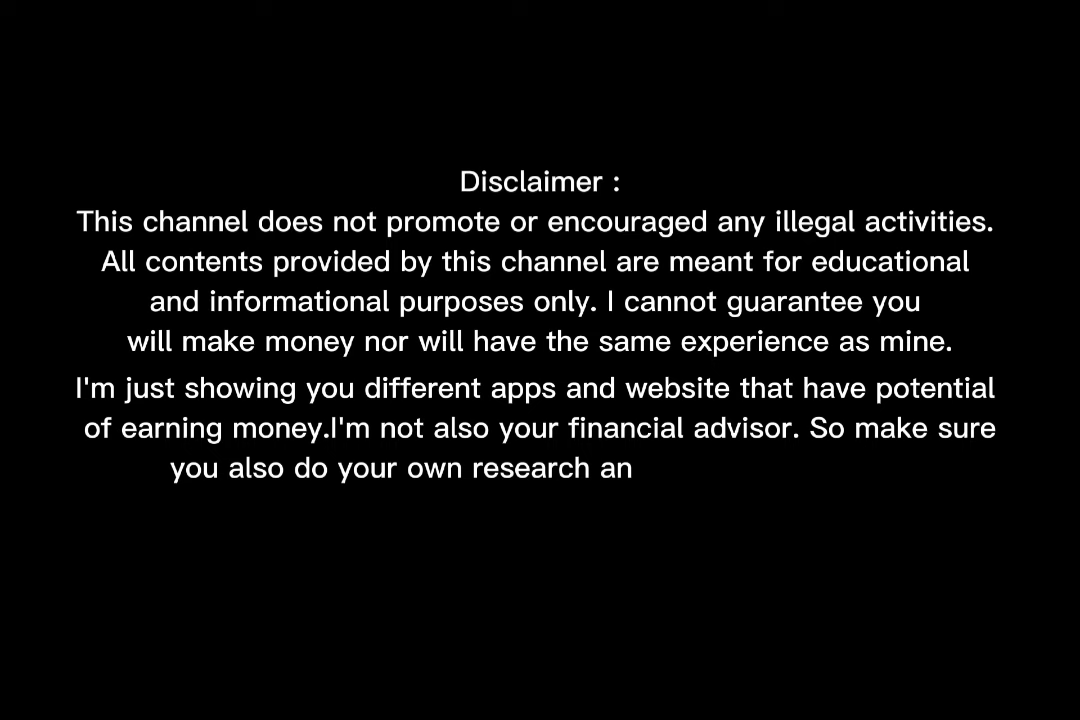 Disclaimer :
This channel does not promote or encouraged any illegal activities.
All contents provided by this channel are meant for educational
and informational purposes only. I cannot guarantee you
will make money nor will have the same experience as mine.
I'm just showing you different apps and website that have potential
of earning money.I'm not also your financial advisor. So make sure
you also do your own research an